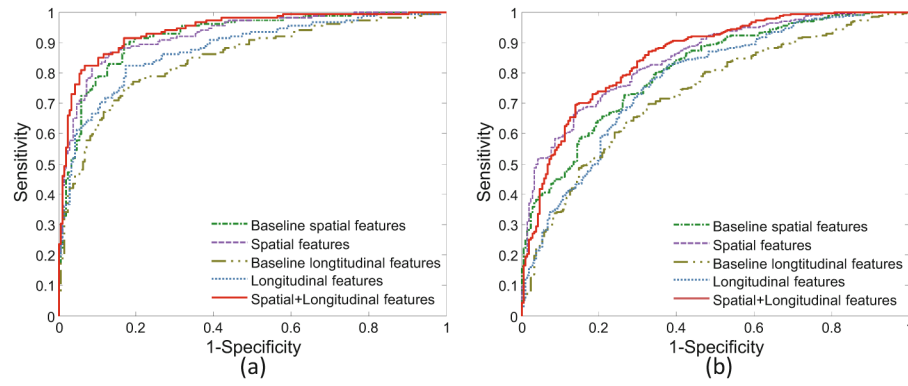 1
0.9
0.8
0.7
0.6
0.5
0.4
0.3
0.2
0.1
0
Sensitivity
Baseline spatial features
Spatial features
Baseline longtitudinal features
Longitudinal features
Spatial+Longitudinal features
0 0.2 0.4 0.6 0.8 1
1-Specificity
(a)
1
0.9
0.8
0.7
0.6
0.5
0.4
0.3
0.2
0.1
0
Sensitivity
Baseline spatial features
Spatial features
Baseline longtitudinal features
Longitudinal features
Spatial+Longitudinal features
0 0.2 0.4 0.6 0.8 1
1-Specificity
(b)